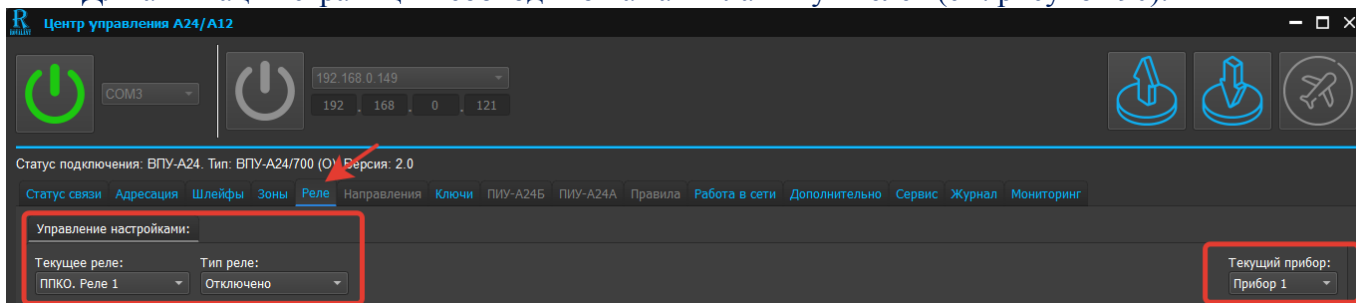 Центр управления А24/А12
COM3
192.168.0.149
192 . 168 . 0 . 121
Статус подключения: ВПУ-А24. Тип: ВПУ-А24/700 (О) Версия: 2.0
Статус связи Адресация Шлейфы Зоны Реле Направления Ключи ПИУ-А24Б ПИУ-А24А Правила Работа в сети Дополнительно Сервис Журнал Мониторинг
Управление настройками:
Текущее реле: Тип реле: Текущий прибор:
ППКО. Реле 1 Отключено Прибор 1